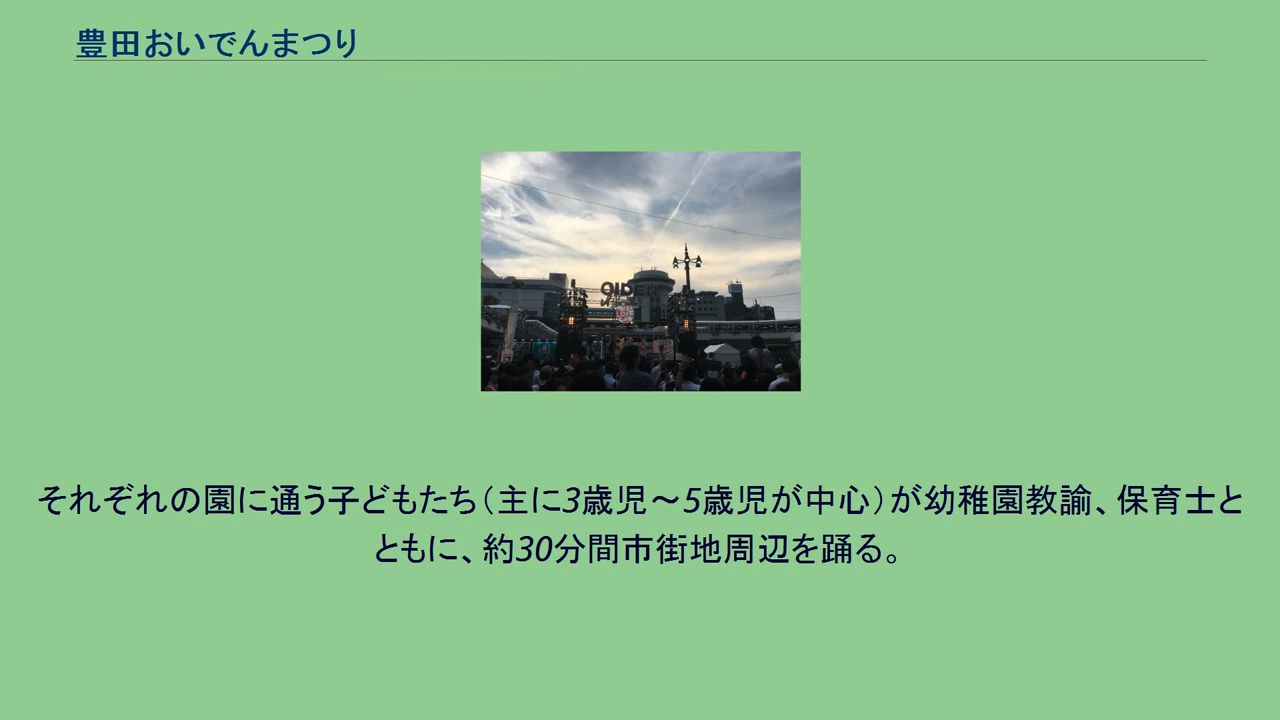 豊田おいでんまつり
OIDEN
LOVE
それぞれの園に通う子どもたち（主に3歳児～5歳児が中心）が幼稚園教諭、保育士と
ともに、約30分間市街地周辺を踊る。